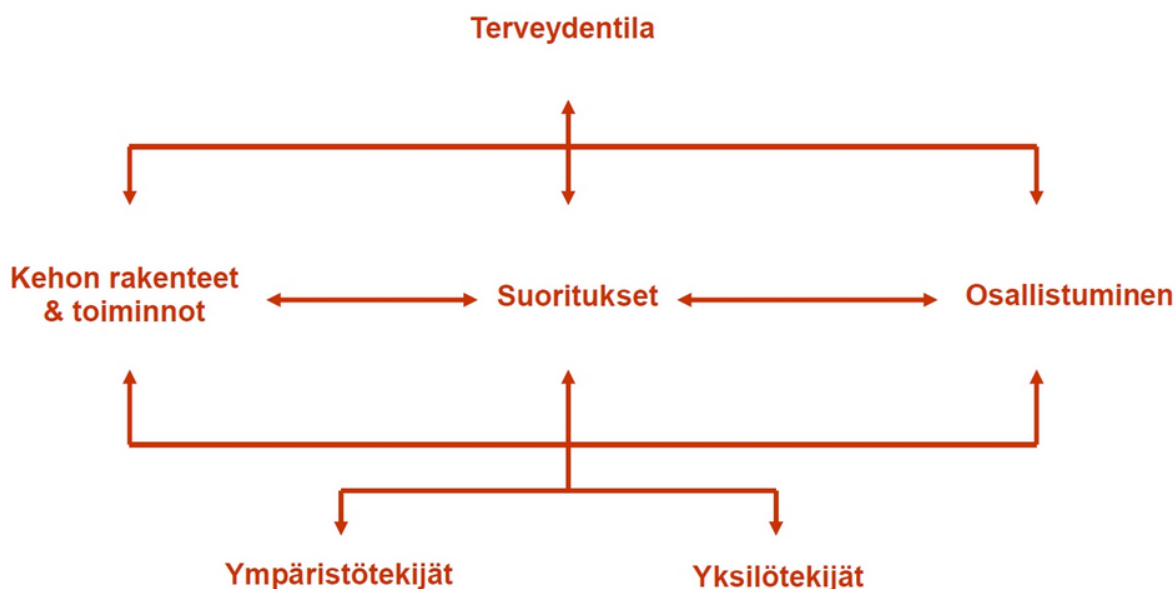 Terveydentila
Kehon rakenteet
& toiminnot
Suoritukset
Osallistuminen
Ympäristötekijät
Yksilötekijät